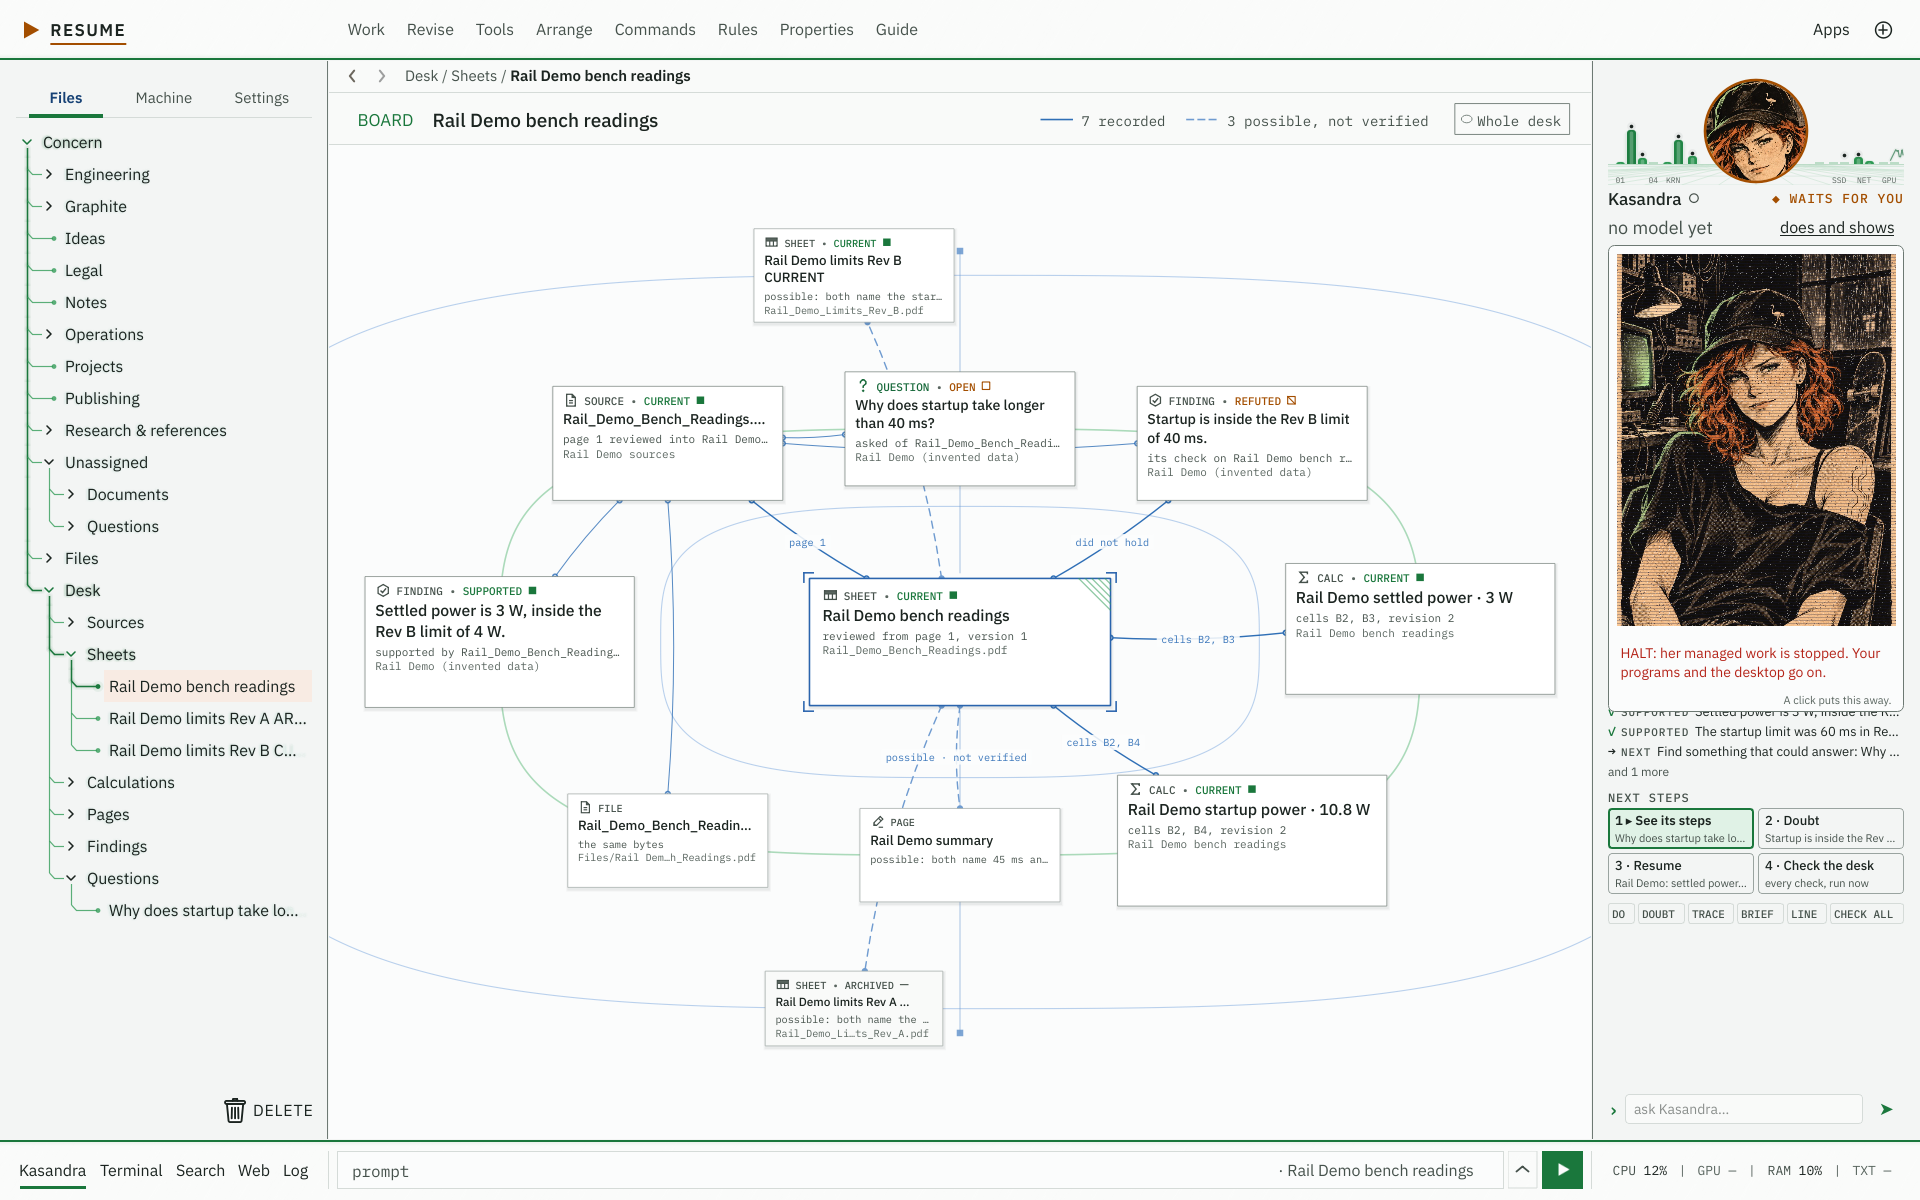 RESUME
Work Revise Tools Arrange Commands Rules Properties Guide
Apps
Files Machine Settings
Concern
Engineering
Graphite
Ideas
Legal
Notes
Operations
Projects
Publishing
Research & references
Unassigned
Documents
Questions
Files
Desk
Sources
Sheets
Rail Demo bench readings
Rail Demo limits Rev A AR...
Rail Demo limits Rev B C...
Calculations
Pages
Findings
Questions
Why does startup take lo...
DELETE
Desk / Sheets / Rail Demo bench readings
BOARD Rail Demo bench readings
7 recorded
3 possible, not verified
Whole desk
SHEET • CURRENT
Rail Demo limits Rev B
CURRENT
possible: both name the star…
Rail_Demo_Limits_Rev_B.pdf
SOURCE • CURRENT
Rail_Demo_Bench_Readings....
page 1 reviewed into Rail Demo…
Rail Demo sources
? QUESTION • OPEN
Why does startup take longer
than 40 ms?
asked of Rail_Demo_Bench_Readi…
Rail Demo (invented data)
FINDING • REFUTED
Startup is inside the Rev B limit
of 40 ms.
its check on Rail Demo bench r…
Rail Demo (invented data)
page 1
did not hold
FINDING • SUPPORTED
Settled power is 3 W, inside the
Rev B limit of 4 W.
supported by Rail_Demo_Bench_Reading…
Rail Demo (invented data)
SHEET • CURRENT
Rail Demo bench readings
reviewed from page 1, version 1
Rail_Demo_Bench_Readings.pdf
cells B2, B3
Σ CALC • CURRENT
Rail Demo settled power · 3 W
cells B2, B3, revision 2
Rail Demo bench readings
cells B2, B4
possible · not verified
FILE
Rail_Demo_Bench_Readin...
the same bytes
Files/Rail Dem…h_Readings.pdf
PAGE
Rail Demo summary
possible: both name 45 ms an…
Σ CALC • CURRENT
Rail Demo startup power · 10.8 W
cells B2, B4, revision 2
Rail Demo bench readings
SHEET • ARCHIVED —
Rail Demo limits Rev A ...
possible: both name the …
Rail_Demo_Li…ts_Rev_A.pdf
01 04 KRN SSD NET GPU
Kasandra
WAITS FOR YOU
no model yet
does and shows
HALT: her managed work is stopped. Your
programs and the desktop go on.
A click puts this away.
√ SUPPORTED Settled power is 3 W, inside the R...
√ SUPPORTED The startup limit was 60 ms in Re...
→ NEXT Find something that could answer: Why ...
and 1 more
NEXT STEPS
1 ▸ See its steps
Why does startup take lo...
2 · Doubt
Startup is inside the Rev ...
3 · Resume
Rail Demo: settled power...
4 · Check the desk
every check, run now
DO DOUBT TRACE BRIEF LINE CHECK ALL
› ask Kasandra...
Kasandra Terminal Search Web Log
prompt
· Rail Demo bench readings
CPU 12% | GPU — | RAM 10% | TXT —